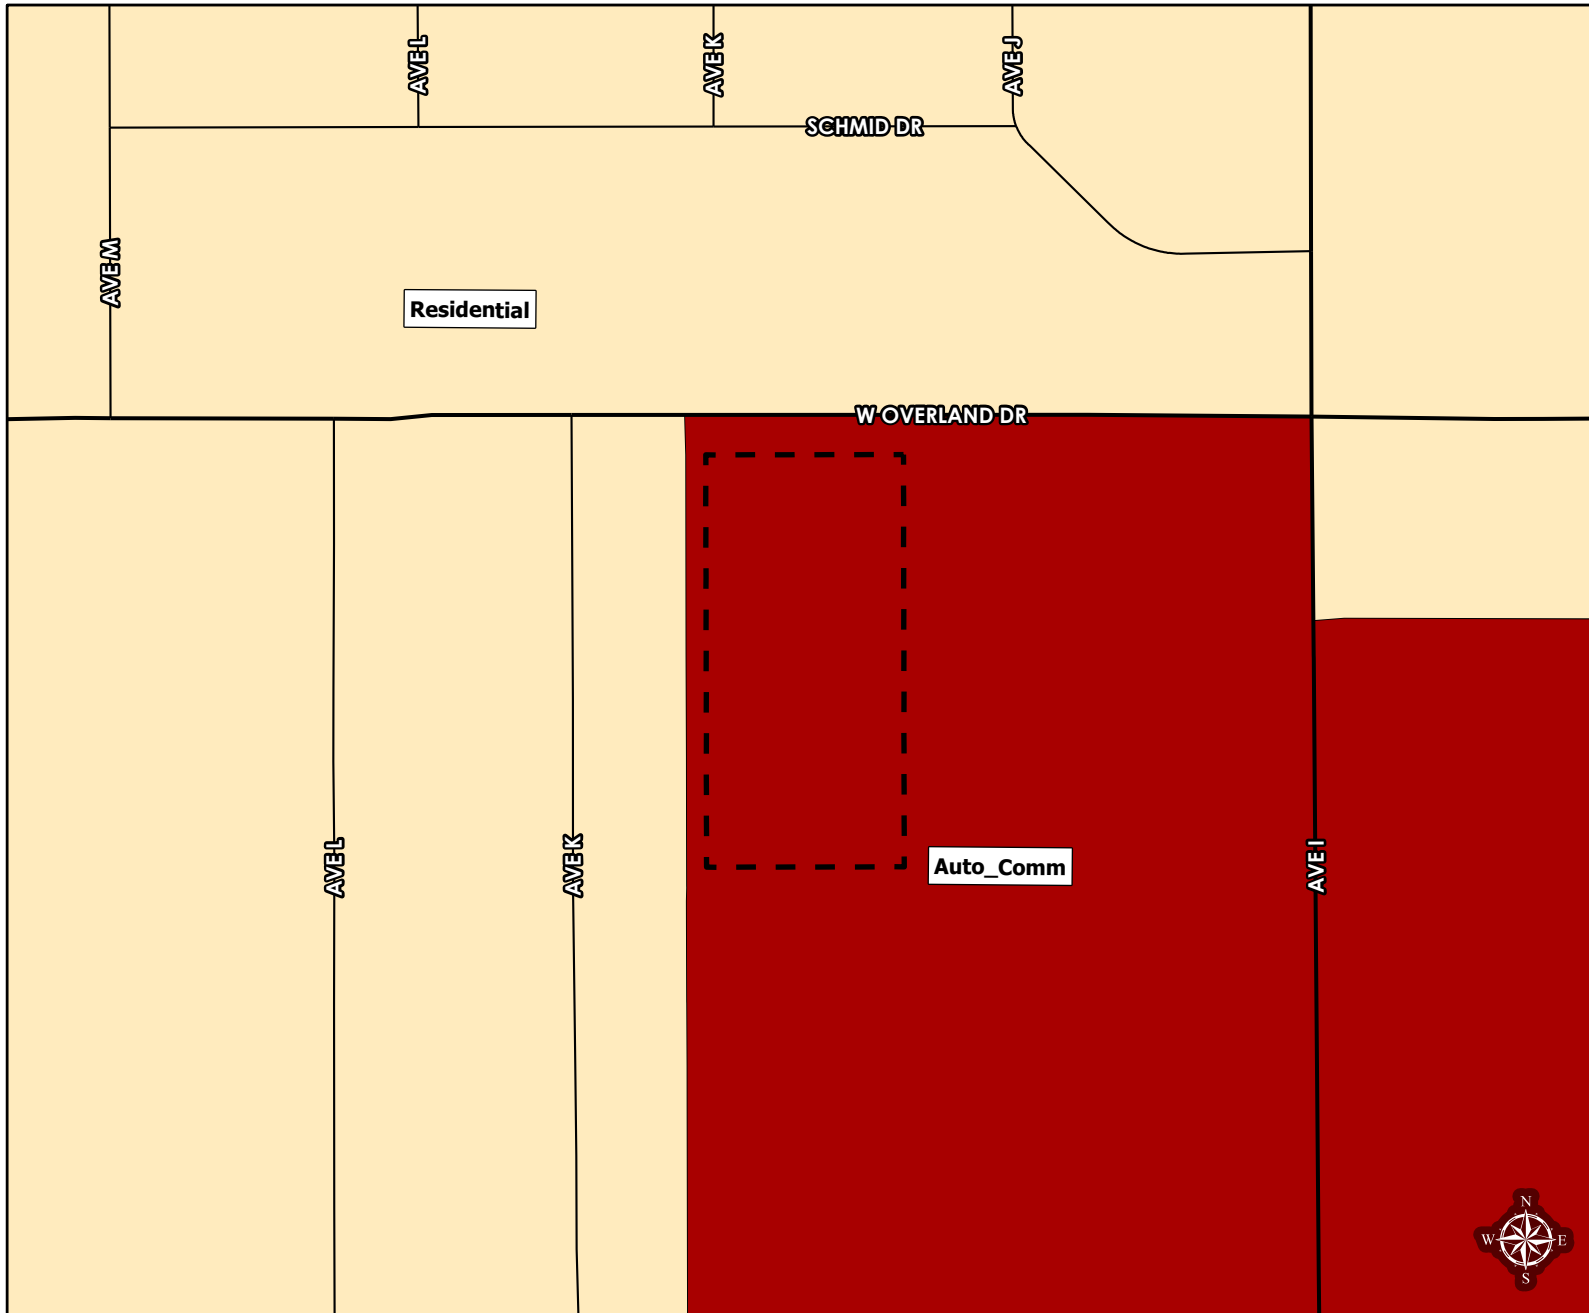 AVE L
AVE K
AVE J
SCHMID DR
AVE M
Residential
W OVERLAND DR
AVE L
AVE K
Auto_Comm
AVE I
N
W
E
S